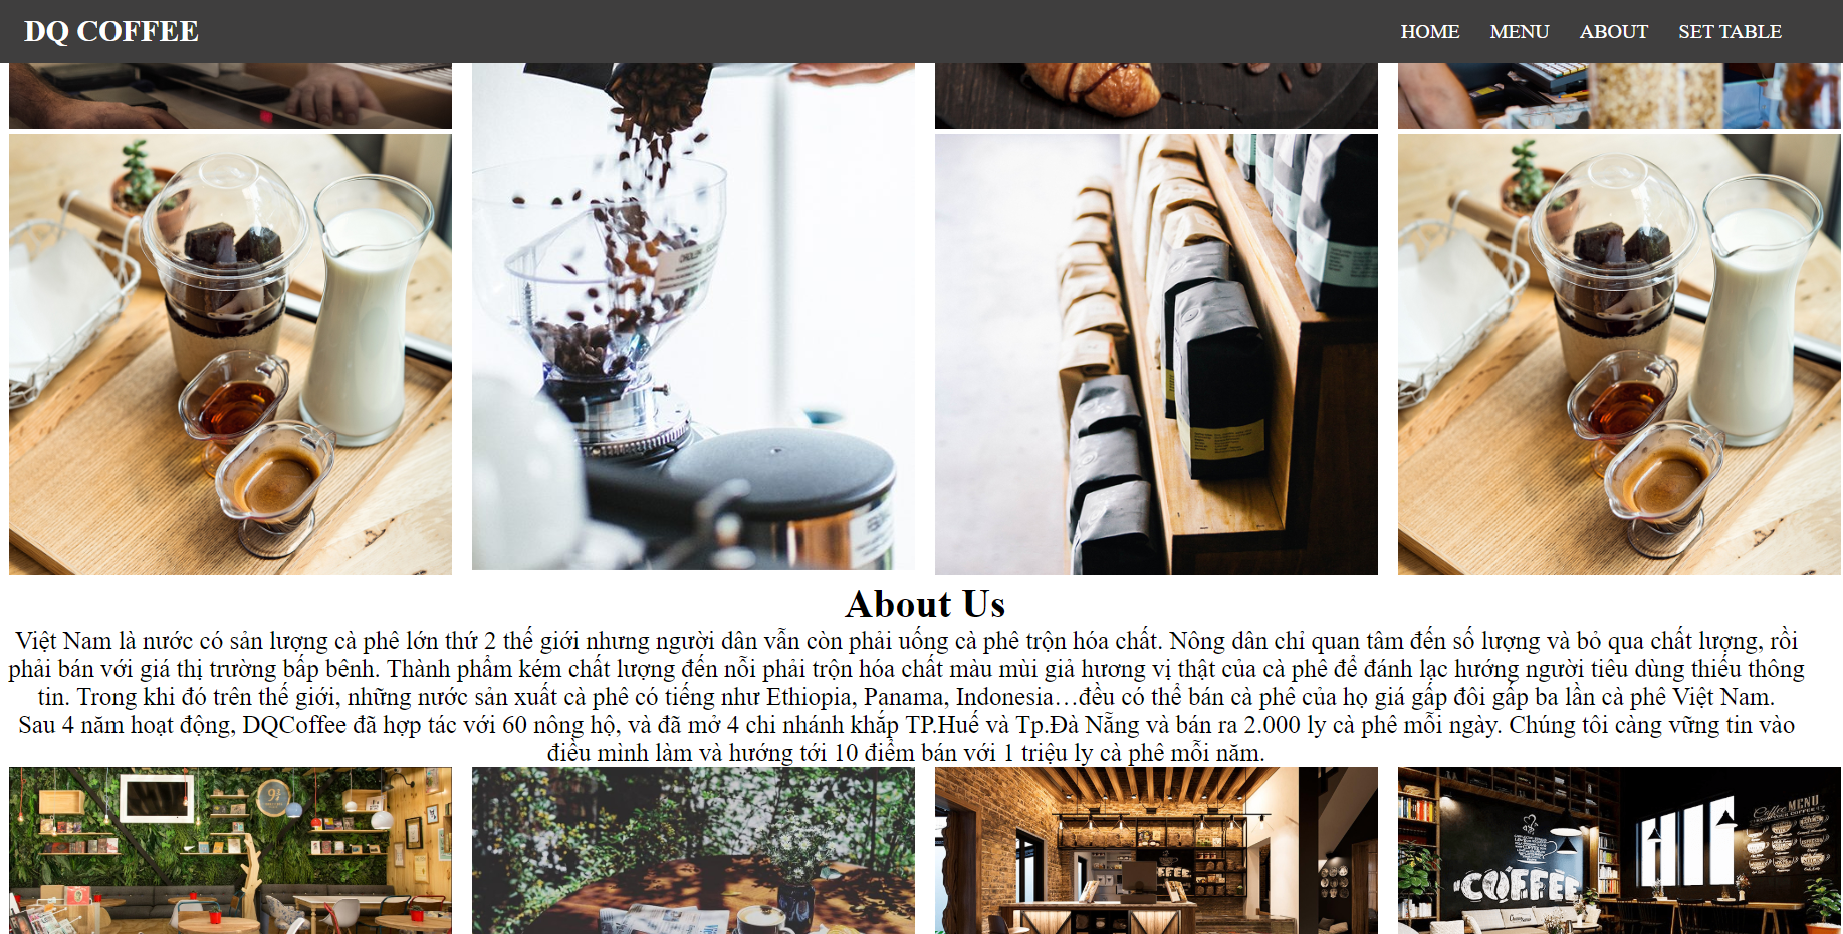 DQ COFFEE
HOME MENU ABOUT SET TABLE
About Us
Việt Nam là nước có sản lượng cà phê lớn thứ 2 thế giới nhưng người dân vẫn còn phải uống cà phê trộn hóa chất. Nông dân chỉ quan tâm đến số lượng và bỏ qua chất lượng, rồi
phải bán với giá thị trường bấp bênh. Thành phẩm kém chất lượng đến nỗi phải trộn hóa chất màu mùi giả hương vị thật của cà phê để đánh lạc hướng người tiêu dùng thiếu thông
tin. Trong khi đó trên thế giới, những nước sản xuất cà phê có tiếng như Ethiopia, Panama, Indonesia…đều có thể bán cà phê của họ giá gấp đôi gấp ba lần cà phê Việt Nam.
Sau 4 năm hoạt động, DQCoffee đã hợp tác với 60 nông hộ, và đã mở 4 chi nhánh khắp TP.Huế và Tp.Đà Nẵng và bán ra 2.000 ly cà phê mỗi ngày. Chúng tôi càng vững tin vào
điều mình làm và hướng tới 10 điểm bán với 1 triệu ly cà phê mỗi năm.
Coffee MENU
COFFEE